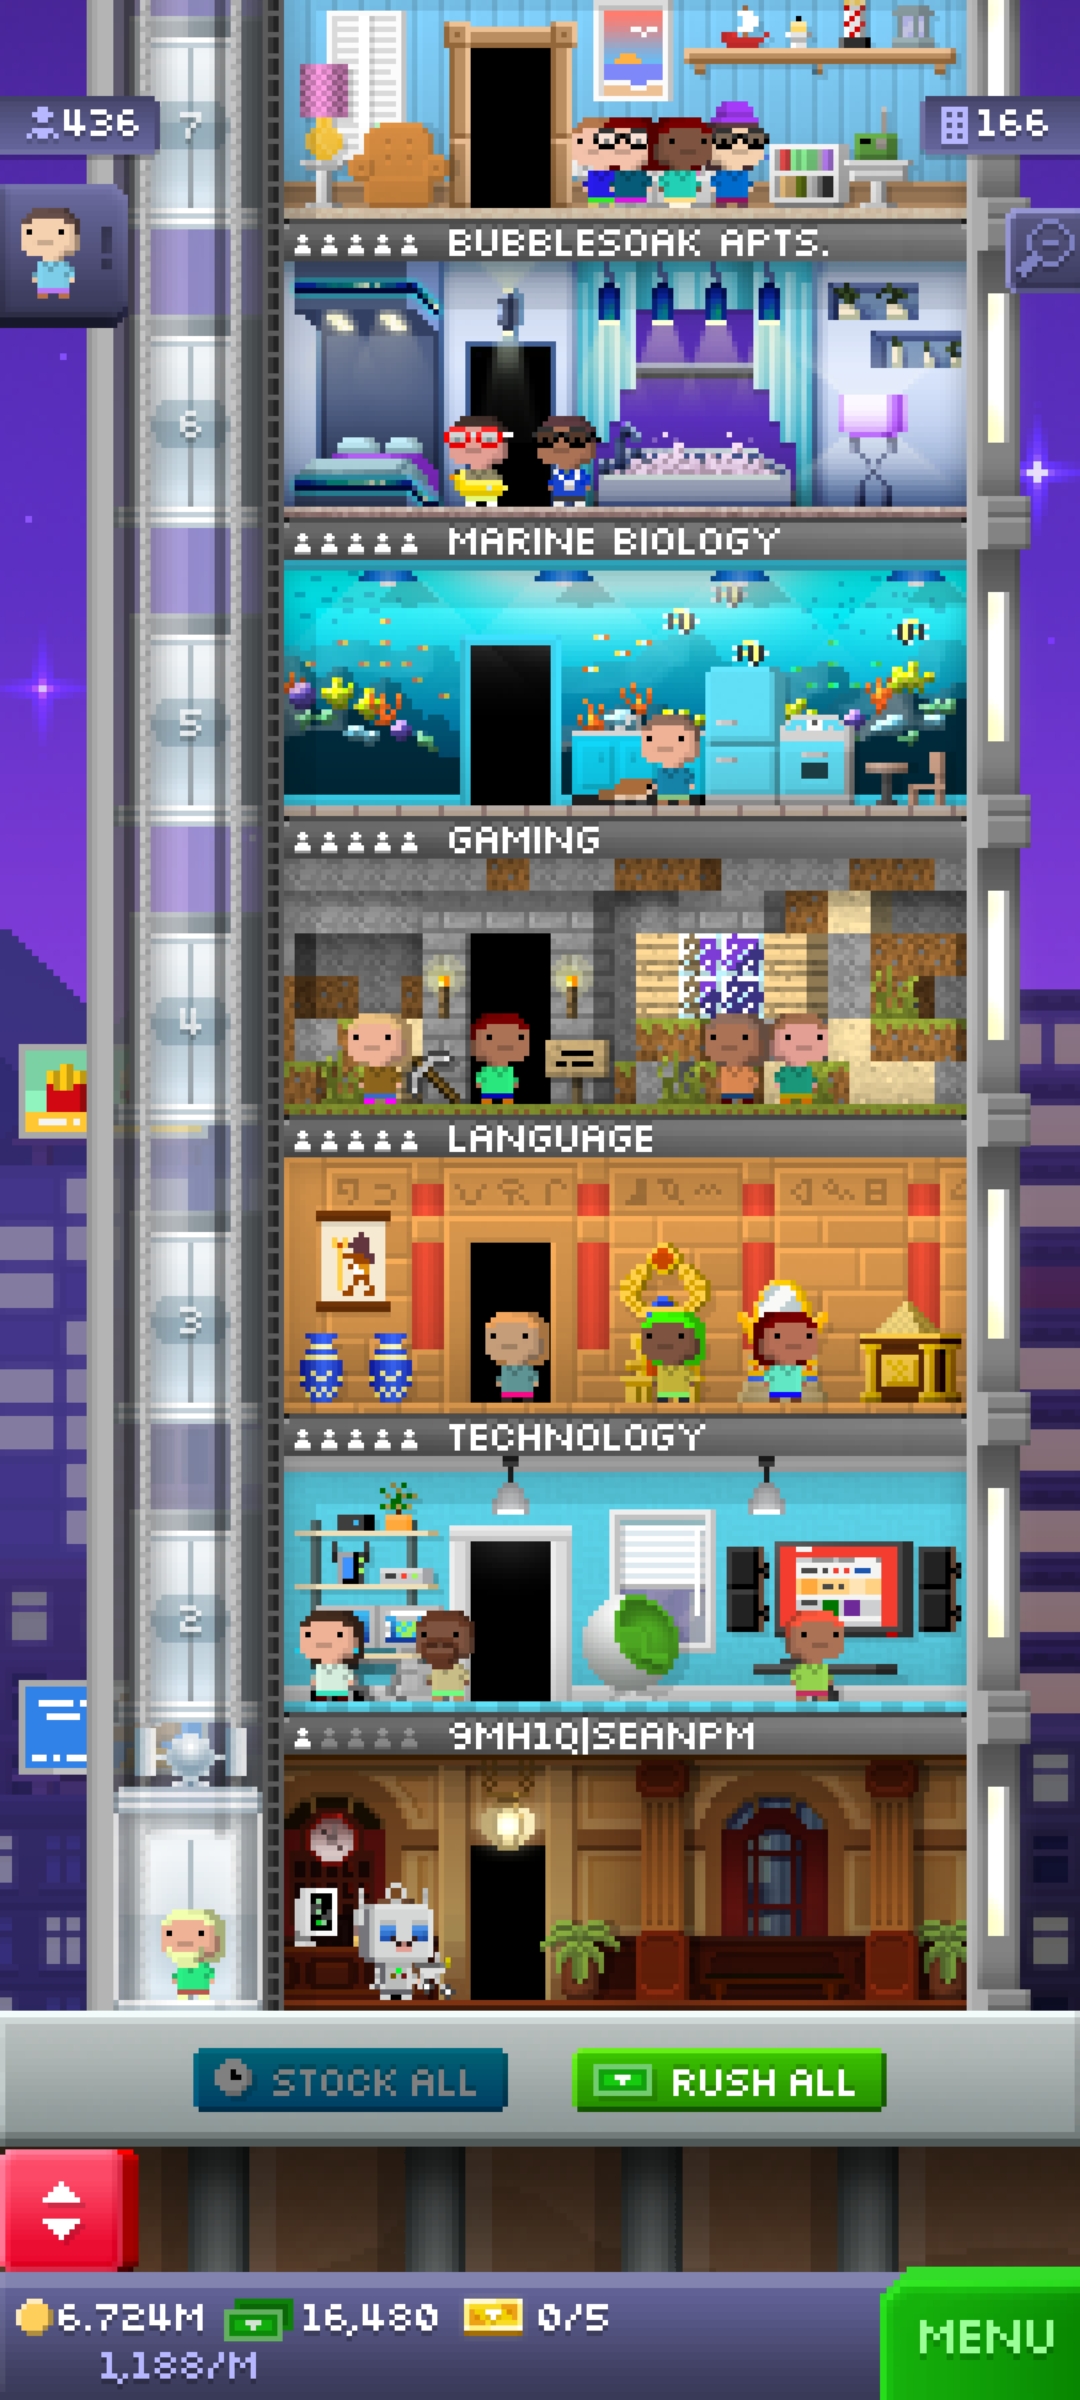 436
7
166
!
BUBBLESOAK APTS.
6
MARINE BIOLOGY
5
GAMING
4
LANGUAGE
3
TECHNOLOGY
2
9MH1Q|SEANPM
STOCK ALL
RUSH ALL
6.724M
16,480
0/5
1,188/M
MENU